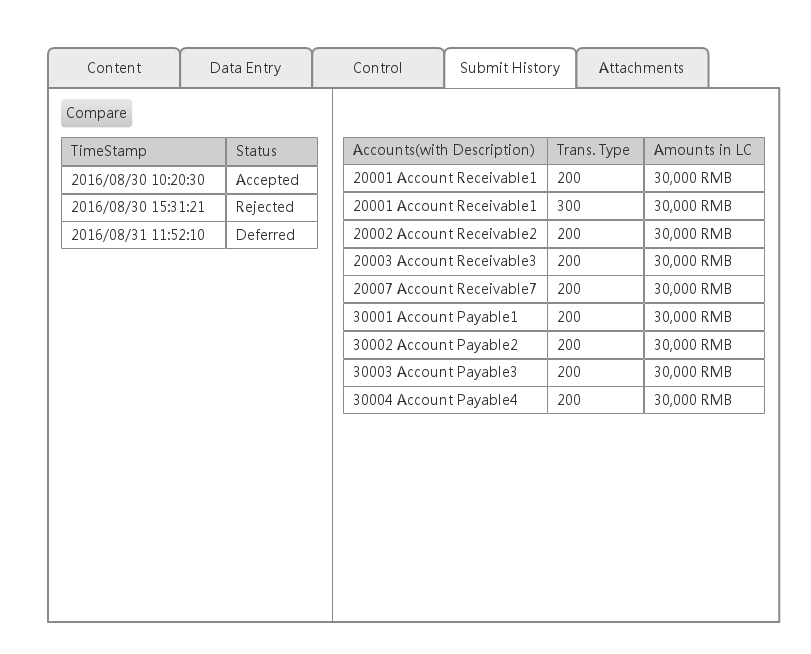 Content Data Entry Control Submit History Attachments
Compare
TimeStamp Status
2016/08/30 10:20:30 Accepted
2016/08/30 15:31:21 Rejected
2016/08/31 11:52:10 Deferred
Accounts(with Description) Trans. Type Amounts in LC
20001 Account Receivable1 200 30,000 RMB
20001 Account Receivable1 300 30,000 RMB
20002 Account Receivable2 200 30,000 RMB
20003 Account Receivable3 200 30,000 RMB
20007 Account Receivable7 200 30,000 RMB
30001 Account Payable1 200 30,000 RMB
30002 Account Payable2 200 30,000 RMB
30003 Account Payable3 200 30,000 RMB
30004 Account Payable4 200 30,000 RMB